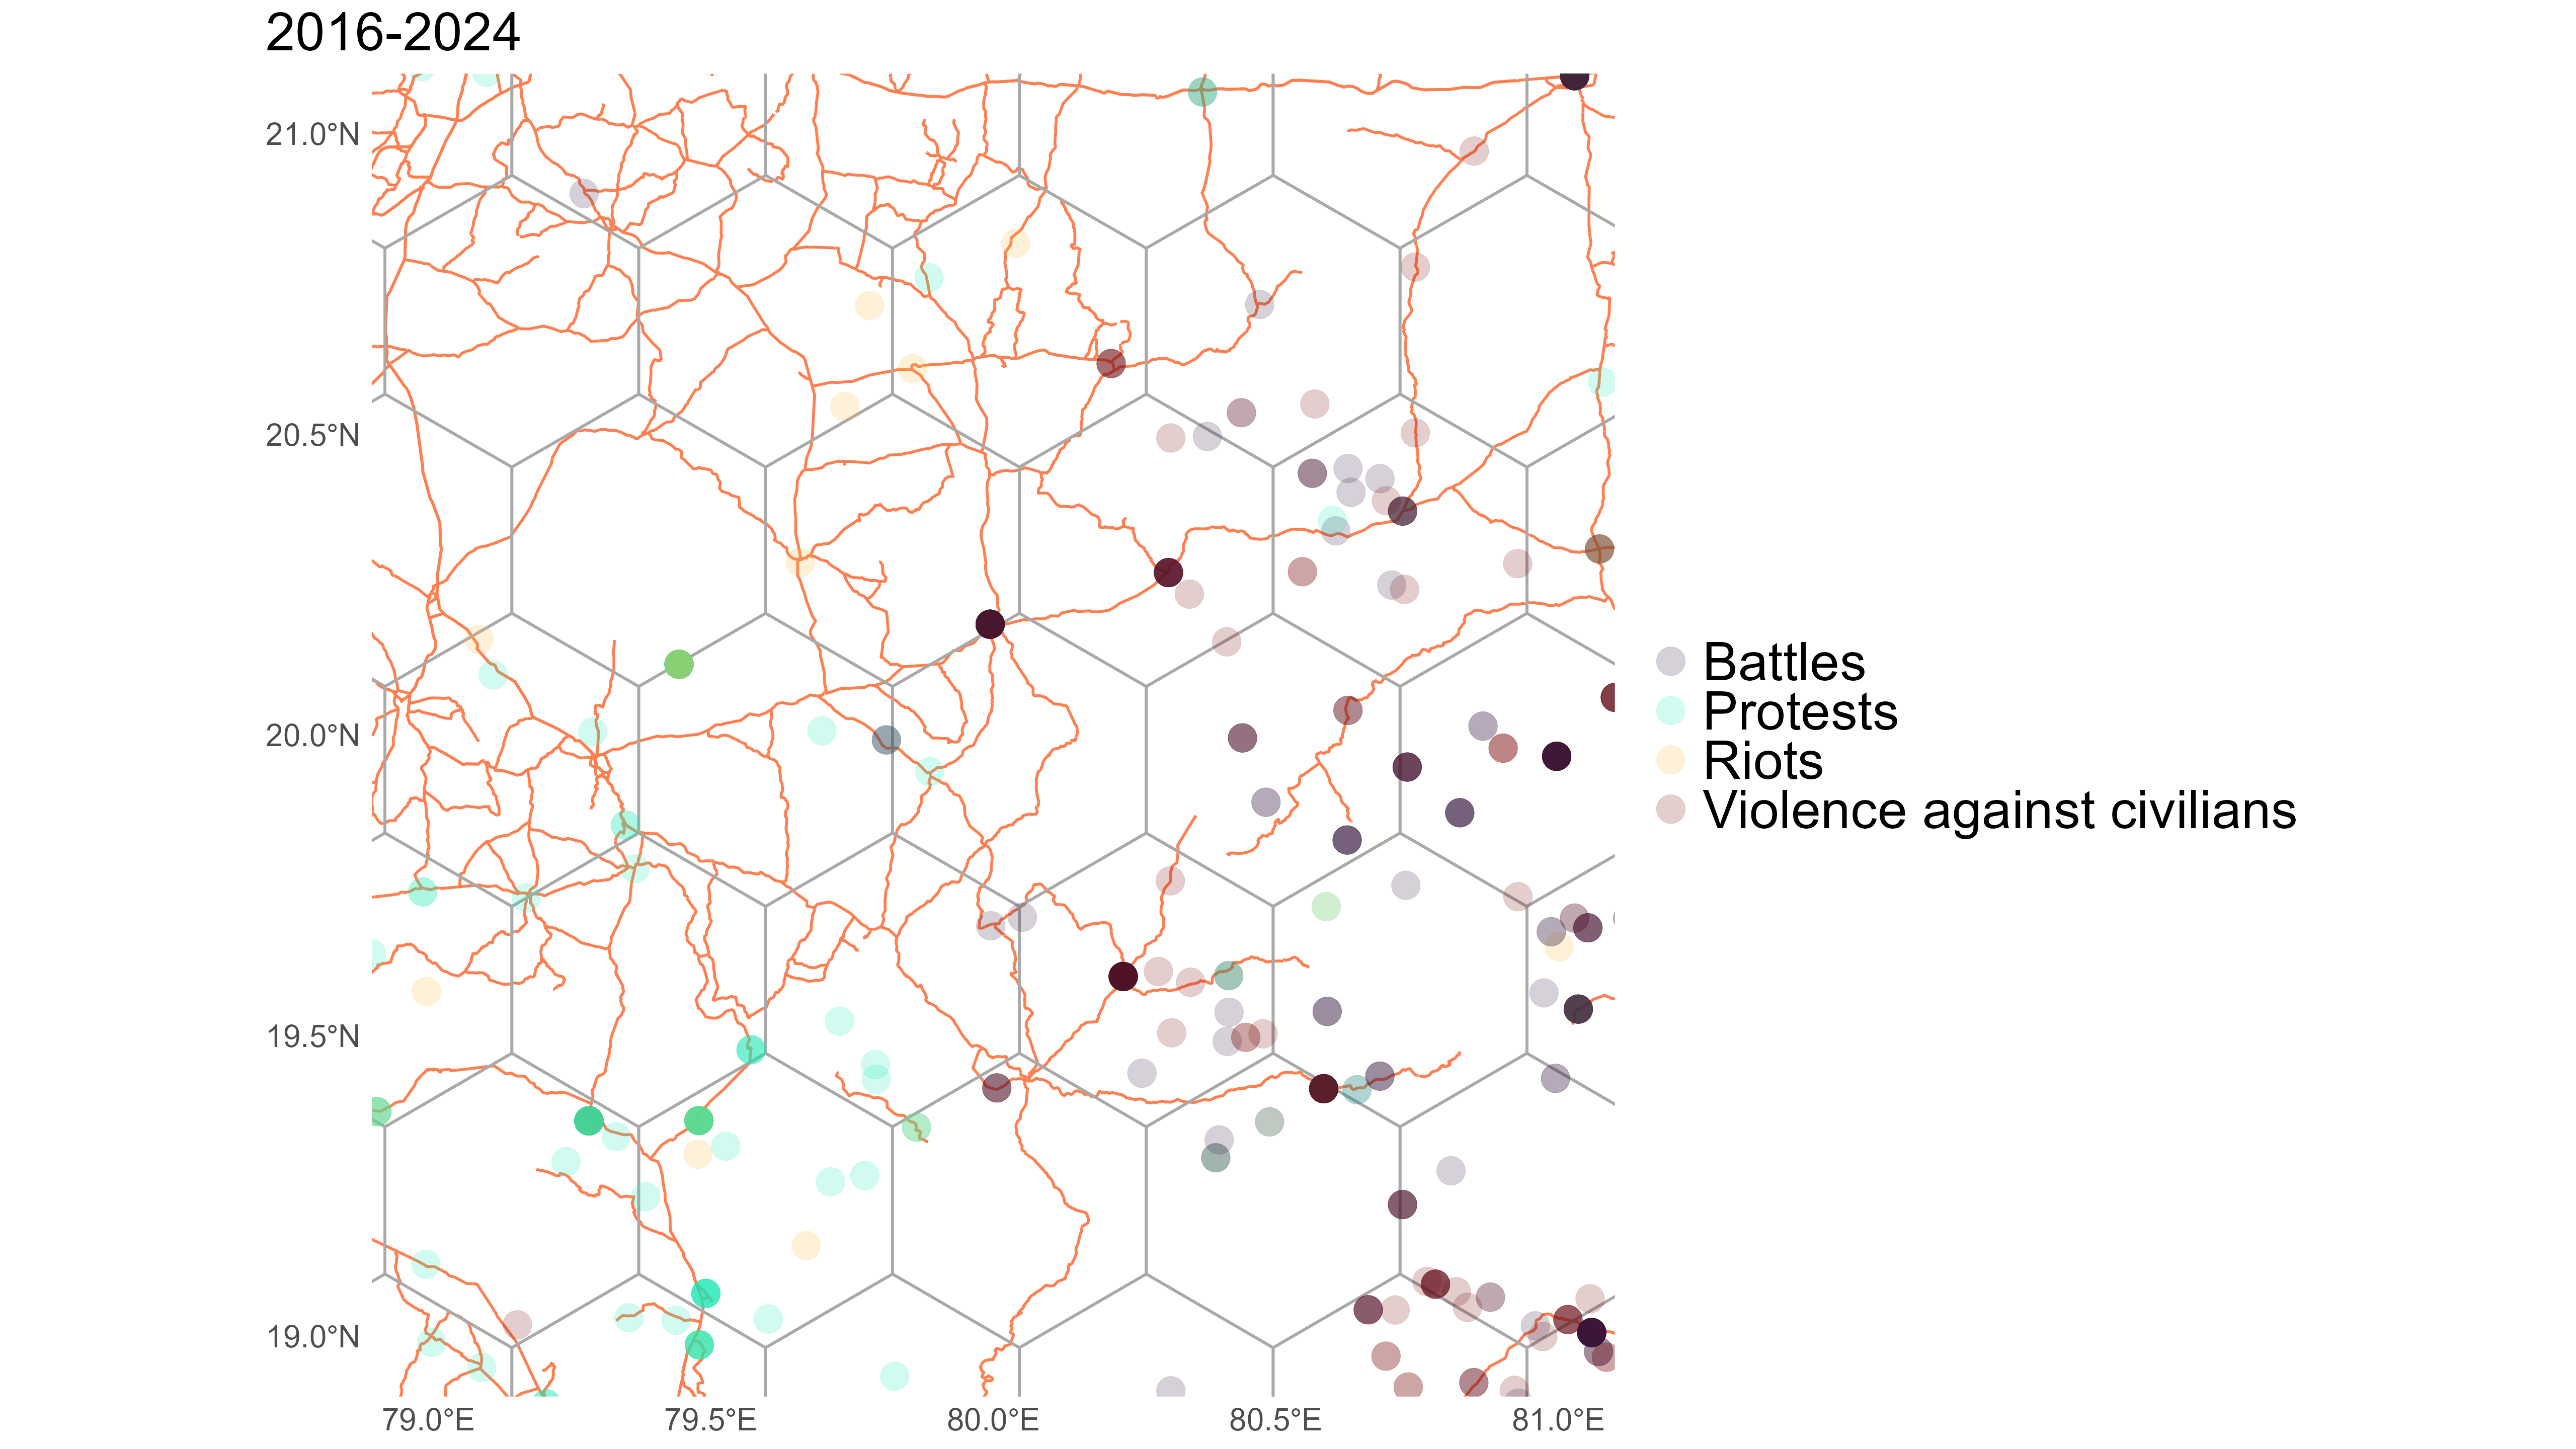 2016-2024
21.0°N
20.5°N
20.0°N
19.5°N
19.0°N
79.0°E
79.5°E
80.0°E
80.5°E
81.0°E
Battles
Protests
Riots
Violence against civilians